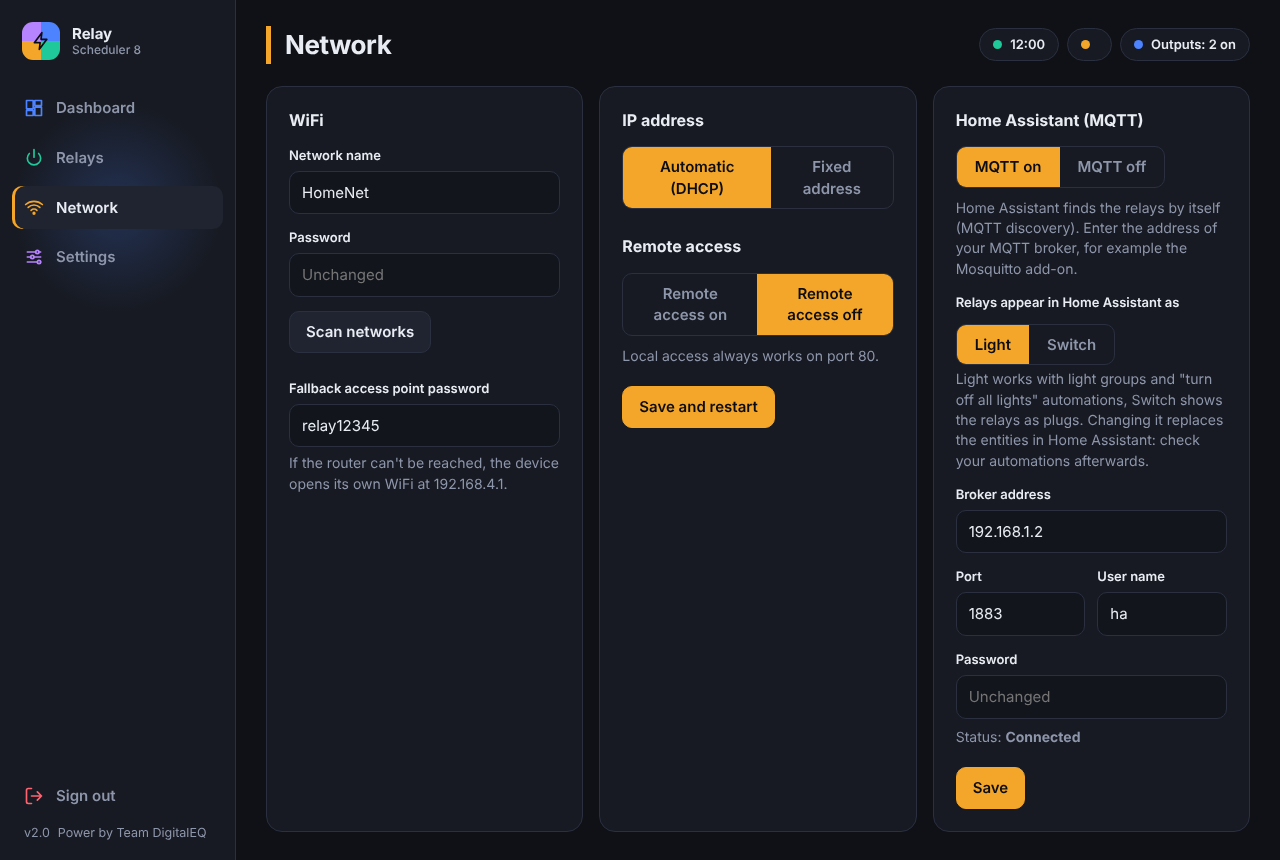 Relay
Scheduler 8
Dashboard
Relays
Network
Settings
Sign out
v2.0 Power by Team DigitalEQ
Network
12:00
Outputs: 2 on
WiFi
Network name
HomeNet
Password
Unchanged
Scan networks
Fallback access point password
relay12345
If the router can't be reached, the device
opens its own WiFi at 192.168.4.1.
IP address
Automatic
(DHCP)
Fixed
address
Remote access
Remote
access on
Remote
access off
Local access always works on port 80.
Save and restart
Home Assistant (MQTT)
MQTT on
MQTT off
Home Assistant finds the relays by itself
(MQTT discovery). Enter the address of
your MQTT broker, for example the
Mosquitto add-on.
Relays appear in Home Assistant as
Light
Switch
Light works with light groups and "turn
off all lights" automations, Switch shows
the relays as plugs. Changing it replaces
the entities in Home Assistant: check
your automations afterwards.
Broker address
192.168.1.2
Port
User name
1883
ha
Password
Unchanged
Status: Connected
Save